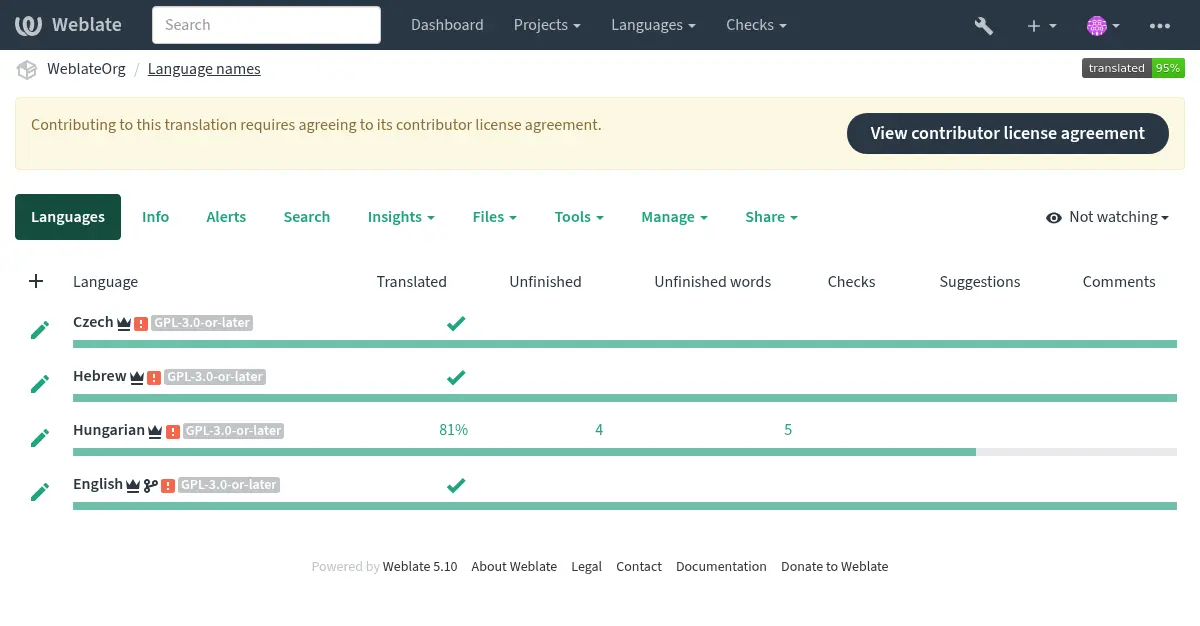 Weblate Search Dashboard Projects Languages Checks
WeblateOrg / Language names translated 95%
Contributing to this translation requires agreeing to its contributor license agreement. View contributor license agreement
Languages Info Alerts Search Insights Files Tools Manage Share Not watching
Language Translated Unfinished Unfinished words Checks Suggestions Comments
Czech GPL-3.0-or-later
Hebrew GPL-3.0-or-later
Hungarian GPL-3.0-or-later 81% 4 5
English GPL-3.0-or-later
Powered by Weblate 5.10 About Weblate Legal Contact Documentation Donate to Weblate